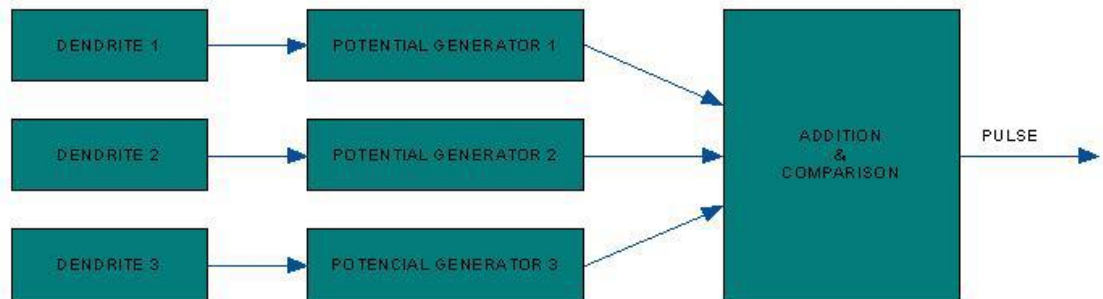 DENDRITE 1
POTENTIAL GENERATOR 1
DENDRITE 2
POTENTIAL GENERATOR 2
ADDITION
&
COMPARISON
PULSE
DENDRITE 3
POTENCIAL GENERATOR 3